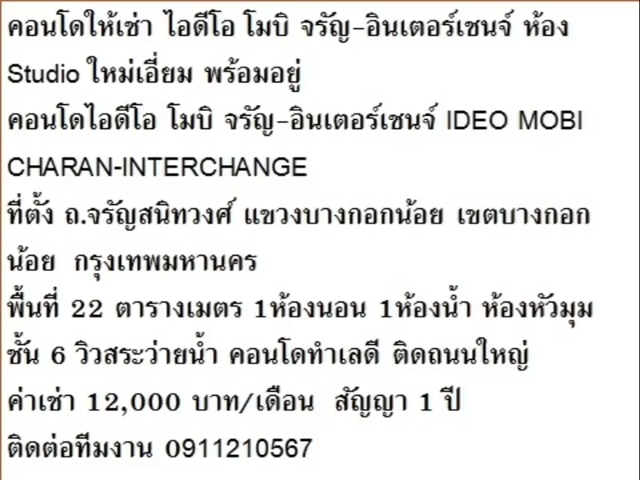 คอนโดให้เช่า ไอดีโอ โมบิ จรัญ-อินเตอร์เชนจ์ ห้อง
Studio ใหม่เอี่ยม พร้อมอยู่
คอนโดไอดีโอ โมบิ จรัญ-อินเตอร์เชนจ์ IDEO MOBI
CHARAN-INTERCHANGE
ที่ตั้ง ถ.จรัญสนิทวงศ์ แขวงบางกอกน้อย เขตบางกอก
น้อย กรุงเทพมหานคร
พื้นที่ 22 ตารางเมตร 1ห้องนอน 1ห้องน้ำ ห้องหัวมุม
ชั้น 6 วิวสระว่ายน้ำ คอนโดทำเลดี ติดถนนใหญ่
ค่าเช่า 12,000 บาท/เดือน สัญญา 1 ปี
ติดต่อทีมงาน 0911210567